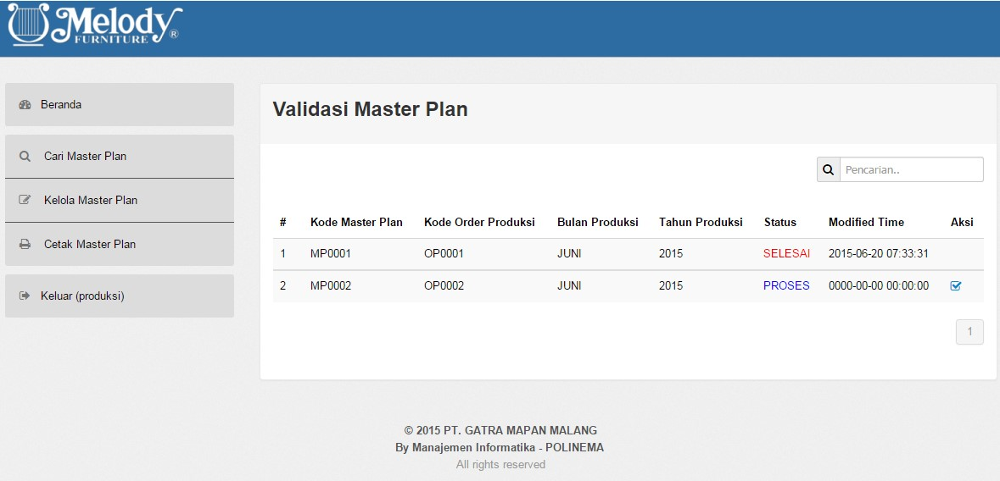 Melody
FURNITURE ®
Beranda
Cari Master Plan
Kelola Master Plan
Cetak Master Plan
Keluar (produksi)
Validasi Master Plan
Pencarian..
# Kode Master Plan Kode Order Produksi Bulan Produksi Tahun Produksi Status Modified Time Aksi
1 MP0001 OP0001 JUNI 2015 SELESAI 2015-06-20 07:33:31
2 MP0002 OP0002 JUNI 2015 PROSES 0000-00-00 00:00:00
1
© 2015 PT. GATRA MAPAN MALANG
By Manajemen Informatika - POLINEMA
All rights reserved